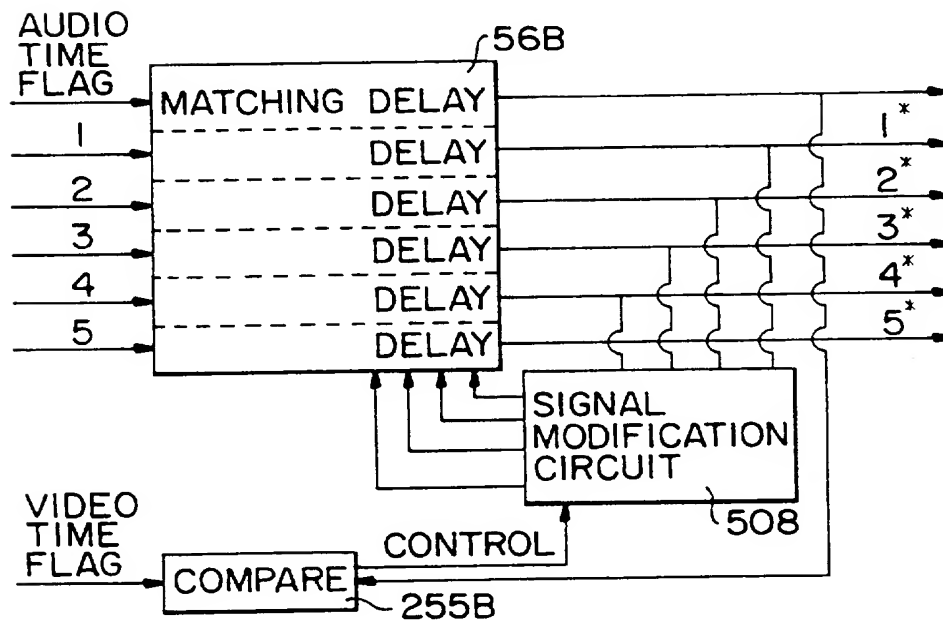 AUDIO
TIME
FLAG
56B
MATCHING DELAY
1
DELAY
1*
2
DELAY
2*
3
DELAY
3*
4
DELAY
4*
5
DELAY
5*
SIGNAL
MODIFICATION
CIRCUIT
508
VIDEO
TIME
FLAG
CONTROL
COMPARE
255B